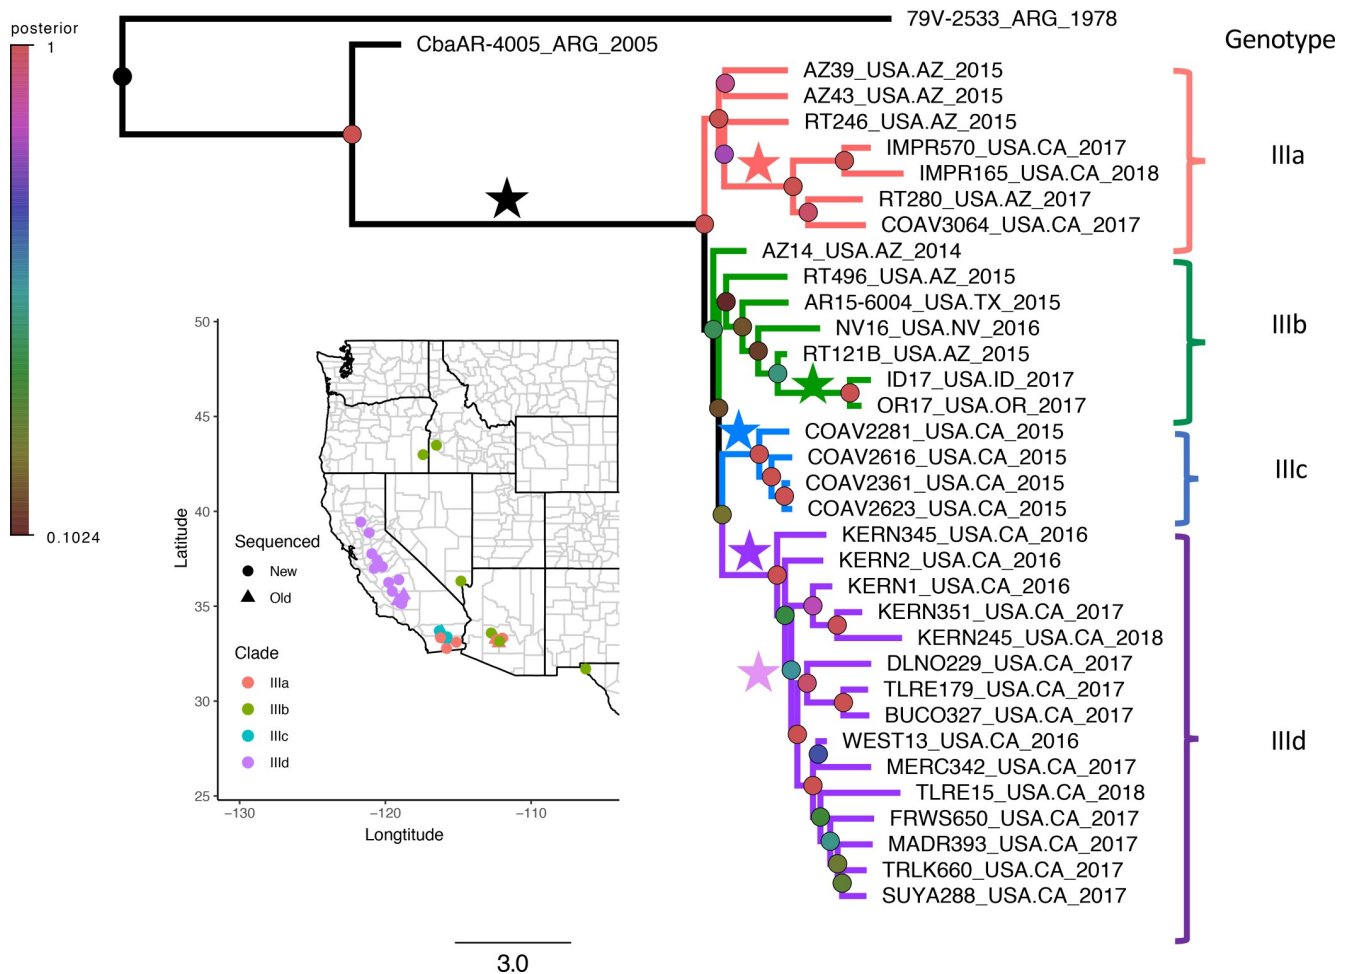 posterior
1
0.1024
79V-2533_ARG_1978
CbaAR-4005_ARG_2005
Genotype
AZ39_USA.AZ_2015
AZ43_USA.AZ_2015
RT246_USA.AZ_2015
IMPR570_USA.CA_2017
IMPR165_USA.CA_2018
RT280_USA.AZ_2017
COAV3064_USA.CA_2017
IIIa
AZ14_USA.AZ_2014
RT496_USA.AZ_2015
AR15-6004_USA.TX_2015
NV16_USA.NV_2016
RT121B_USA.AZ_2015
ID17_USA.ID_2017
OR17_USA.OR_2017
IIIb
COAV2281_USA.CA_2015
COAV2616_USA.CA_2015
COAV2361_USA.CA_2015
COAV2623_USA.CA_2015
IIIc
KERN345_USA.CA_2016
KERN2_USA.CA_2016
KERN1_USA.CA_2016
KERN351_USA.CA_2017
KERN245_USA.CA_2018
DLNO229_USA.CA_2017
TLRE179_USA.CA_2017
BUCO327_USA.CA_2017
WEST13_USA.CA_2016
MERC342_USA.CA_2017
TLRE15_USA.CA_2018
FRWS650_USA.CA_2017
MADR393_USA.CA_2017
TRLK660_USA.CA_2017
SUYA288_USA.CA_2017
IIId
50
45
40
35
30
25
Latitude
Sequenced
New
Old
Clade
IIIa
IIIb
IIIc
IIId
−130
−120
−110
Longtitude
3.0